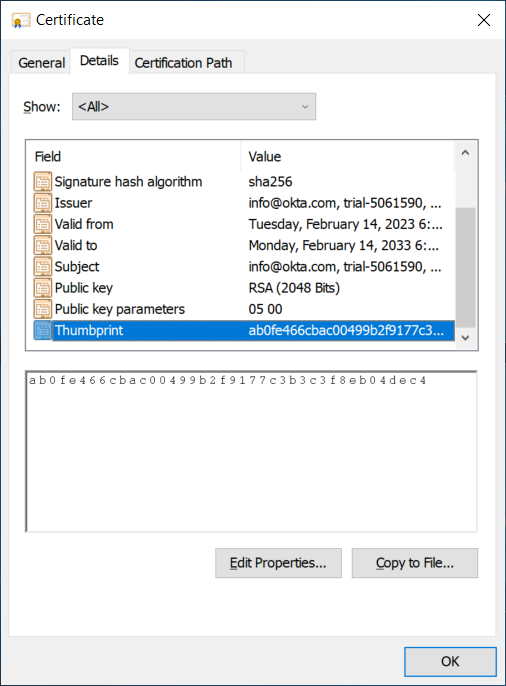 Certificate
General Details Certification Path
Show: <All>
Field Value
Signature hash algorithm sha256
Issuer info@okta.com, trial-5061590, ...
Valid from Tuesday, February 14, 2023 6:...
Valid to Monday, February 14, 2033 6:...
Subject info@okta.com, trial-5061590, ...
Public key RSA (2048 Bits)
Public key parameters 05 00
Thumbprint ab0fe466cbac00499b2f9177c3...
ab0fe466cbac00499b2f9177c3b3c3f8eb04dec4
Edit Properties... Copy to File...
OK